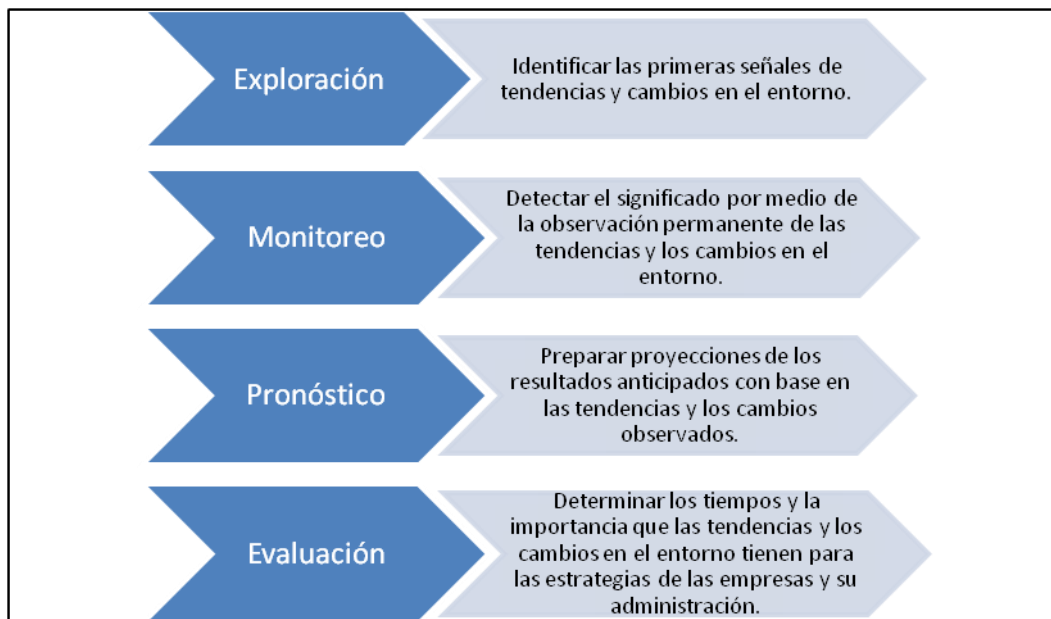 Exploración
Identificar las primeras señales de
tendencias y cambios en el entorno.
Monitoreo
Detectar el significado por medio de
la observación permanente de las
tendencias y los cambios en el
entorno.
Pronóstico
Preparar proyecciones de los
resultados anticipados con base en
las tendencias y los cambios
observados.
Evaluación
Determinar los tiempos y la
importancia que las tendencias y los
cambios en el entorno tienen para
las estrategias de las empresas y su
administración.